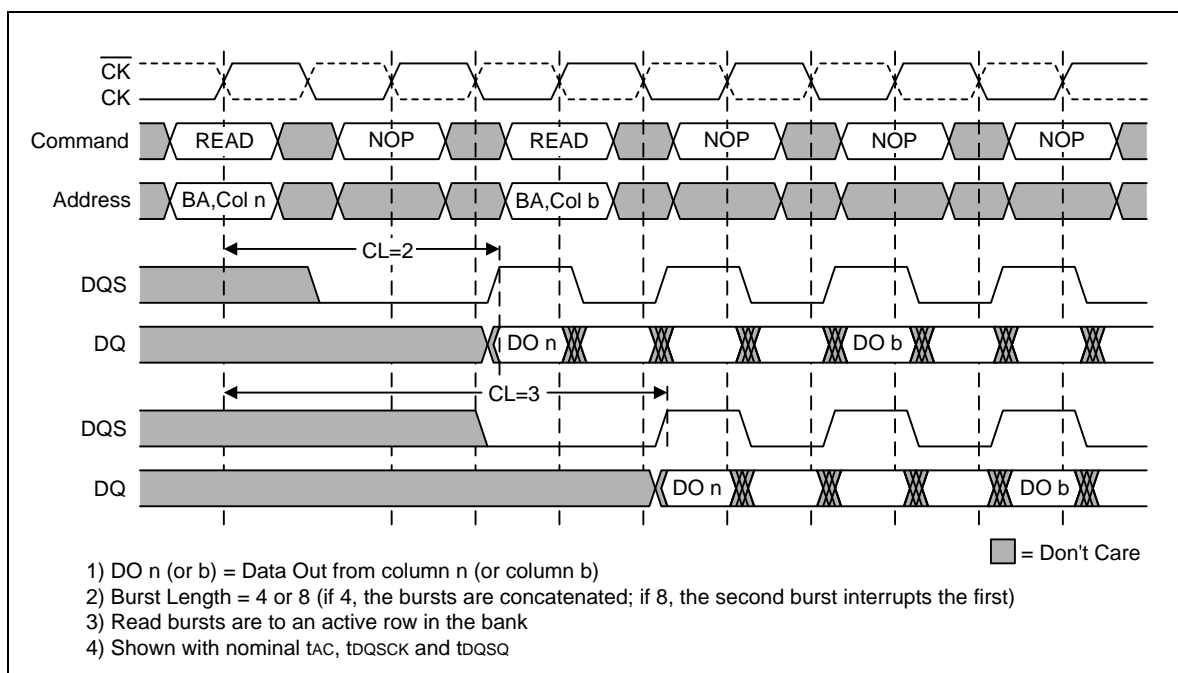 CK
CK
Command READ NOP READ NOP NOP NOP
Address BA,Col n BA,Col b
CL=2
DQS
DQ DO n DO b
CL=3
DQS
DQ DO n DO b
= Don't Care
1) DO n (or b) = Data Out from column n (or column b)
2) Burst Length = 4 or 8 (if 4, the bursts are concatenated; if 8, the second burst interrupts the first)
3) Read bursts are to an active row in the bank
4) Shown with nominal tAC, tDQSCK and tDQSQ